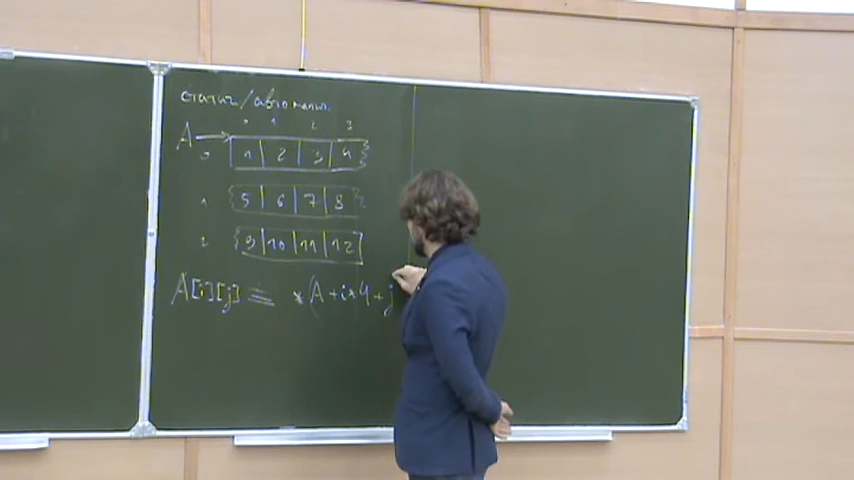 статич/автоматич.
0 1 2 3
A → 0 1 2 3 4
1 5 6 7 8
2 9 10 11 12
A[i][j] ≡ *(A+i*4+j